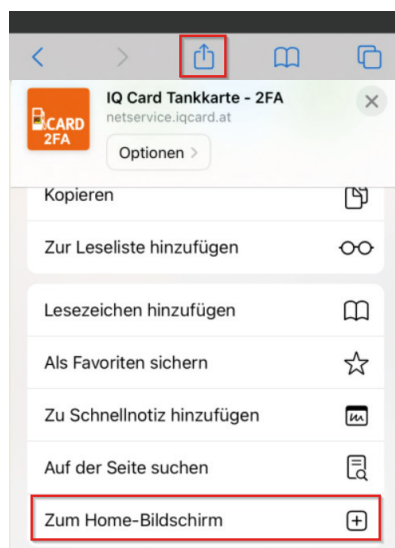 IQ Card Tankkarte - 2FA
CARD
2FA
netservice.iqcard.at
Optionen >
Kopieren
Zur Leseliste hinzufügen
Lesezeichen hinzufügen
Als Favoriten sichern
Zu Schnellnotiz hinzufügen
Auf der Seite suchen
Zum Home-Bildschirm